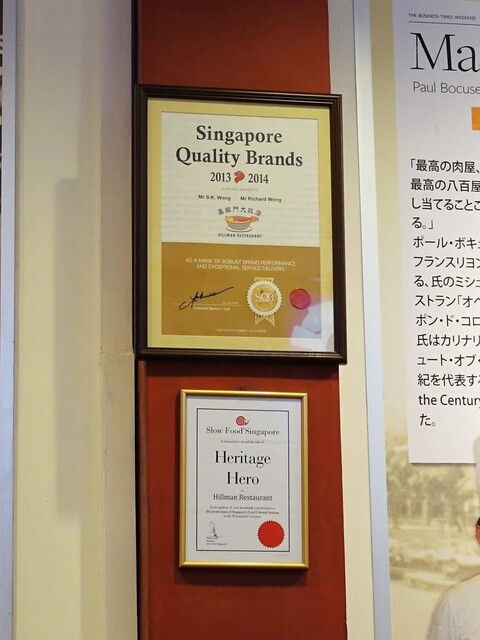 Singapore
Quality Brands
2013 2014
Mr S.K. Wong Mr Richard Wong
HILLMAN RESTAURANT
AS A MARK OF ROBUST BRAND PERFORMANCE
AND EXCEPTIONAL SERVICE DELIVERY
SQB
Slow Food Singapore
Heritage
Hero
Hillman Restaurant
THE BUSINESS TIMES WEEKEND
Ma
Paul Bocuse
「最高の肉屋、
最高の八百屋
し当てること
る。」
ポール・ボキュ
フランスリヨン
る、氏のミシュ
ストラン「オペ
ボン・ド・コロ
氏はカリナリ
ュート・オブ・
紀を代表する
the Century
た。